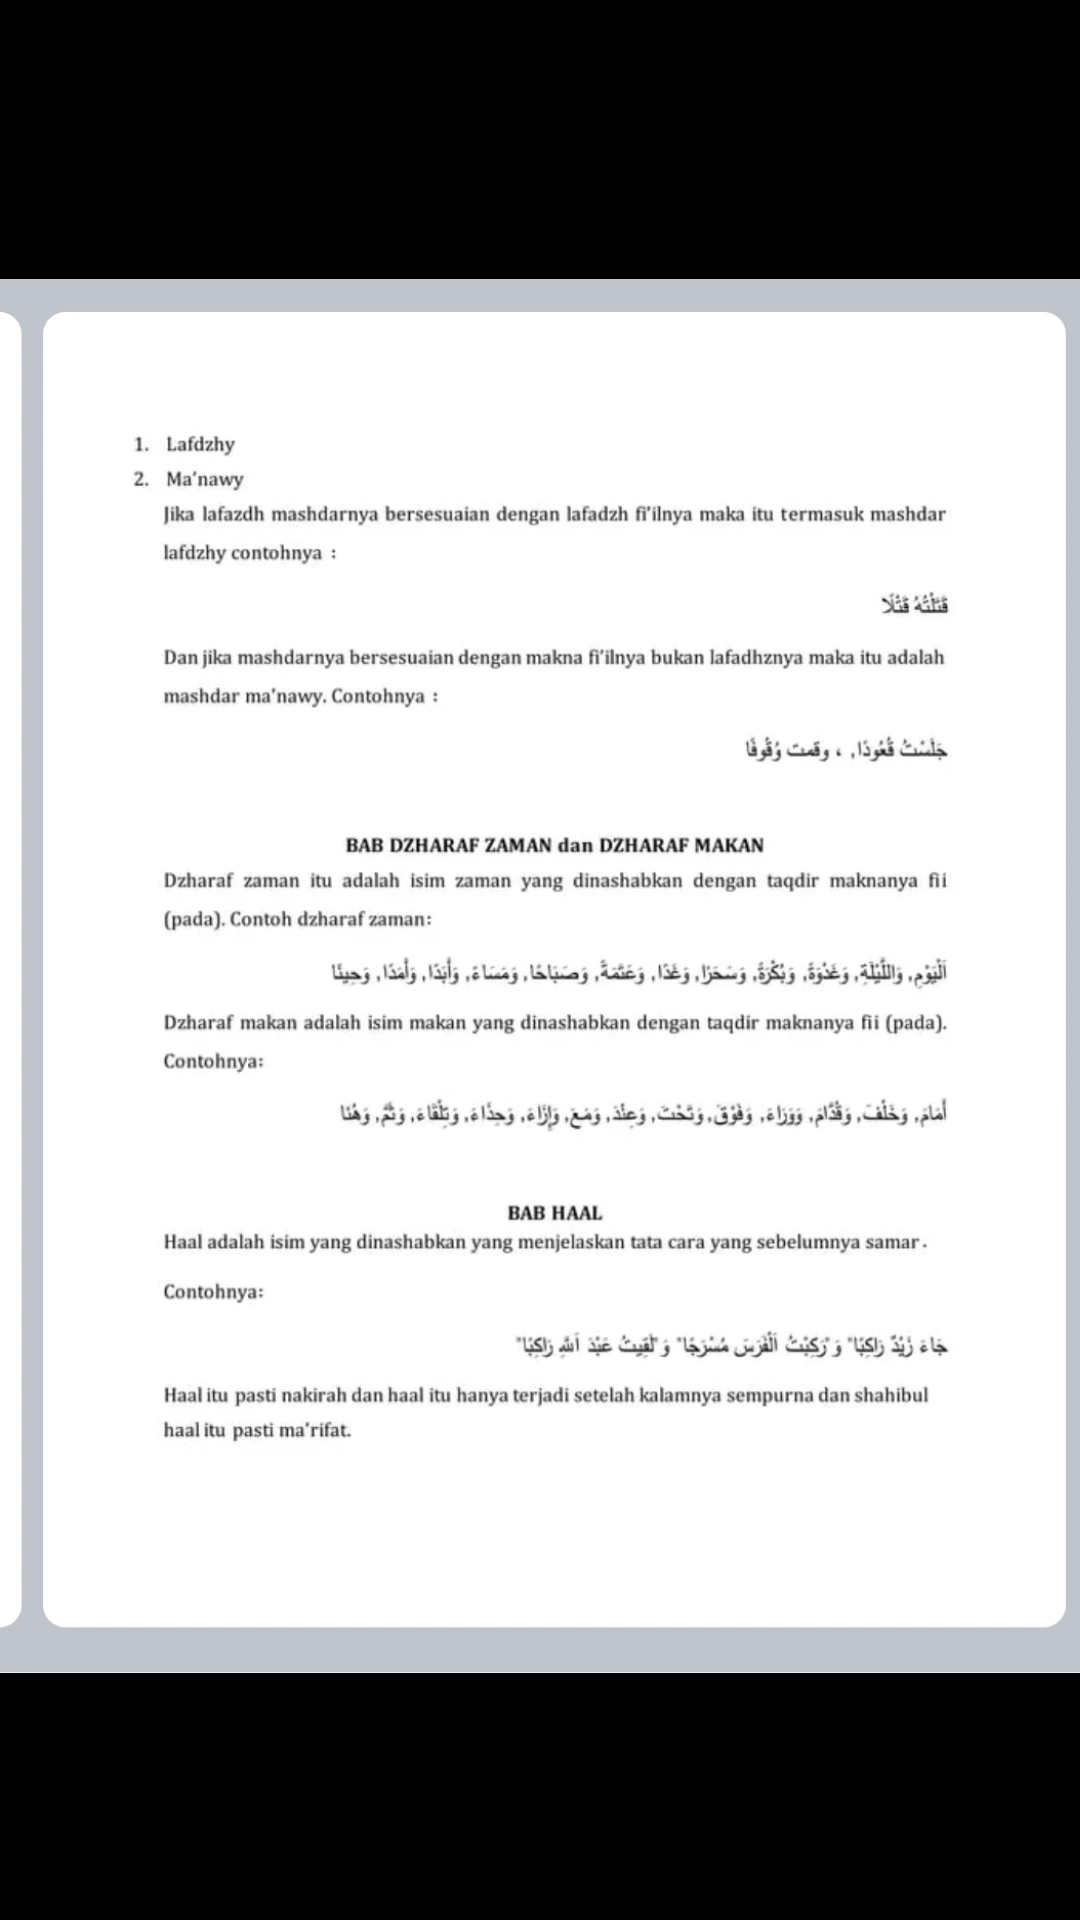 1. Lafdzhy
2. Ma’nawy
Jika lafazdh mashdarnya bersesuaian dengan lafadzh fi’ilnya maka itu termasuk mashdar
lafdzhy contohnya :
قَتَلْتُهُ قَتْلًا
Dan jika mashdarnya bersesuaian dengan makna fi’ilnya bukan lafadhznya maka itu adalah
mashdar ma’nawy. Contohnya :
جَلَسْتُ قُعُودًا, ، وقمت وُقُوفًا
BAB DZHARAF ZAMAN dan DZHARAF MAKAN
Dzharaf zaman itu adalah isim zaman yang dinashabkan dengan taqdir maknanya fii
(pada). Contoh dzharaf zaman:
اَلْيَوْمِ, وَاللَّيْلَةِ, وَغَدْوَةً, وَبُكْرَةً, وَسَحَرًا, وَغَدًا, وَعَتَمَةً, وَصَبَاحًا, وَمَسَاءً, وَأَبَدًا, وَأَمَدًا, وَحِينًا
Dzharaf makan adalah isim makan yang dinashabkan dengan taqdir maknanya fii (pada).
Contohnya:
أَمَامَ, وَخَلْفَ, وَقُدَّامَ, وَوَرَاءَ, وَفَوْقَ, وَتَحْتَ, وَعِنْدَ, وَمَعَ, وَإِزَاءَ, وَحِذَاءَ, وَتِلْقَاءَ, وَثَمَّ, وَهُنَا
BAB HAAL
Haal adalah isim yang dinashabkan yang menjelaskan tata cara yang sebelumnya samar.
Contohnya:
جَاءَ زَيْدٌ رَاكِبًا" وَ"رَكِبْتُ اَلْفَرَسَ مُسْرَجًا" وَ"لَقِيتُ عَبْدَ اَللَّهِ رَاكِبًا"
Haal itu pasti nakirah dan haal itu hanya terjadi setelah kalamnya sempurna dan shahibul
haal itu pasti ma’rifat.